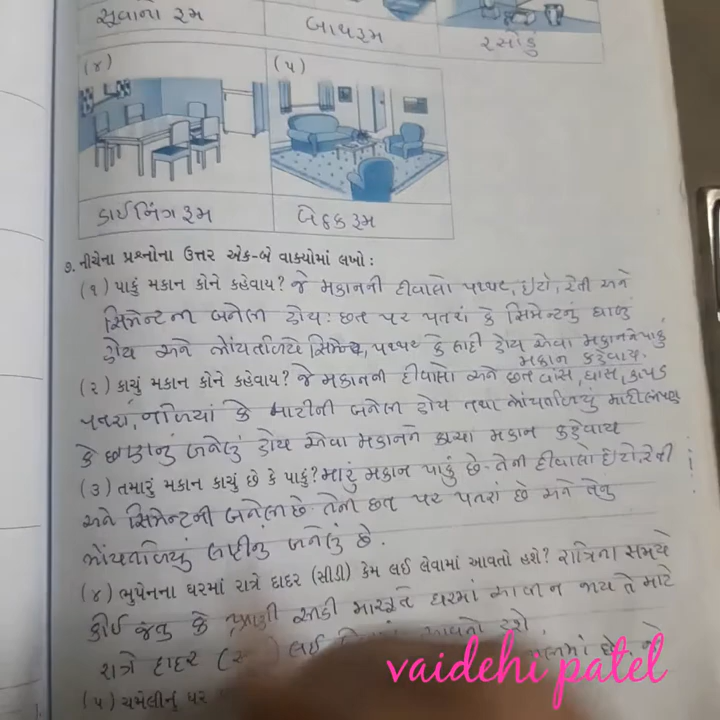 સૂવાનો રૂમ
બાથરૂમ
રસોડું
(૪)
(૫)
ડાઈનિંગ રૂમ
બેઠક રૂમ
૭. નીચેના પ્રશ્નોના ઉત્તર એક-બે વાક્યોમાં લખો :
(૧) પાકું મકાન કોને કહેવાય? જે મકાનની દીવાલો પથ્થર, ઈંટો, રેતી અને
સિમેન્ટની બનેલી હોય. છત પર પતરાં કે સિમેન્ટનું ધાબું
હોય અને ભોંયતળિયે સિમેન્ટ, પથ્થર કે લાદી હોય એવા મકાનને પાકું
મકાન કહેવાય.
(૨) કાચું મકાન કોને કહેવાય? જે મકાનની દીવાલો અને છત વાંસ, ઘાસ, કાપડ
પતરાં, નળિયાં કે માટીની બનેલી હોય તથા ભોંયતળિયું માટી લીંપણ
કે છાણનું બનેલું હોય એવા મકાનને કાચા મકાન કહેવાય
(૩) તમારું મકાન કાચું છે કે પાકું? મારું મકાન પાકું છે. તેની દીવાલો ઈંટો, રેતી
અને સિમેન્ટની બનેલી છે. તેની છત પર પતરાં છે અને તેનુ
ભોંયતળિયું લાદીનું બનેલું છે.
(૪) ભુપેનના ઘરમાં રાત્રે દાદર (સીડી) કેમ લઈ લેવામાં આવતો હશે? રાત્રિના સમયે
કોઈ જંતુ કે પ્રાણી સીડી મારફતે ઘરમાં આવી ન જાય તે માટે
રાત્રે દાદર લઈ આવતો હશે.
(૫) ચમેલીનું ઘર
vaidehi patel